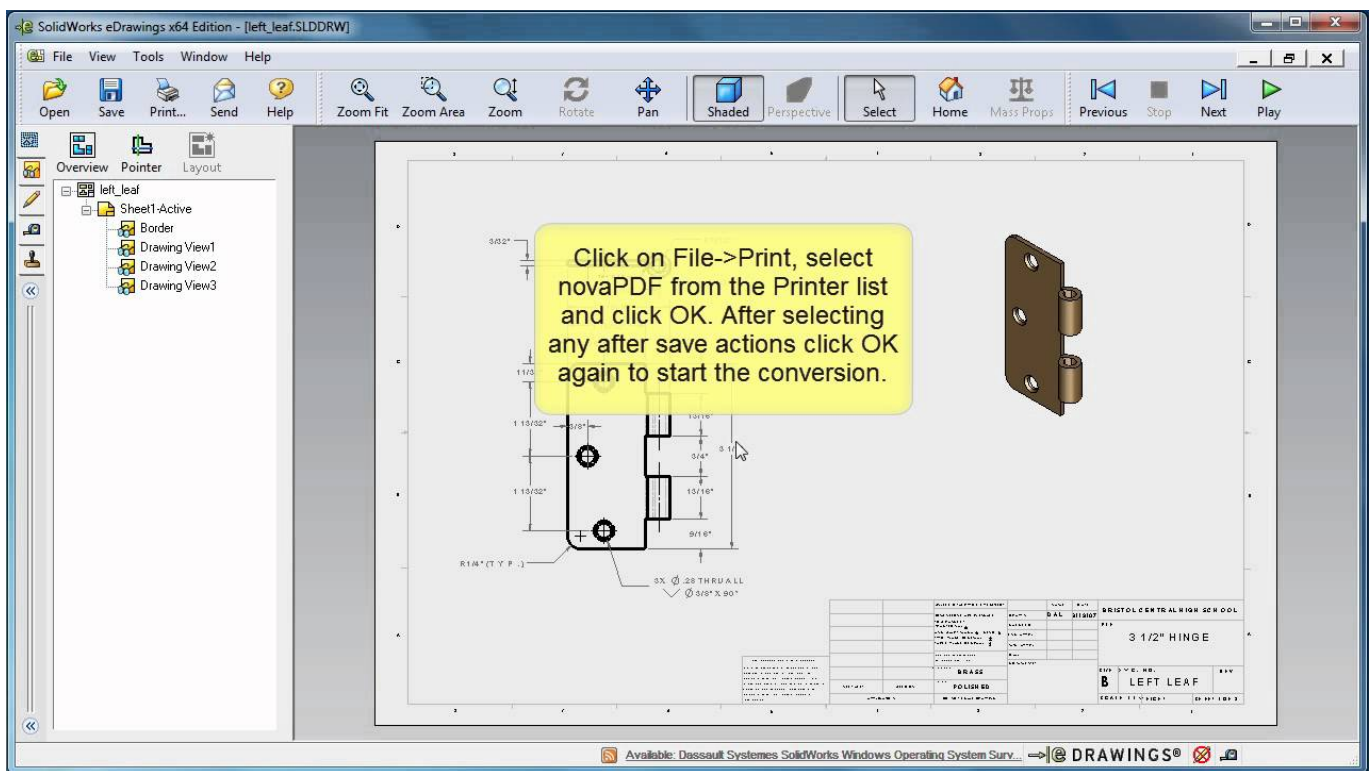 SolidWorks eDrawings x64 Edition - [left_leaf.SLDDRW]
File View Tools Window Help
Open Save Print... Send Help Zoom Fit Zoom Area Zoom Rotate Pan Shaded Perspective Select Home Mass Props Previous Stop Next Play
Overview Pointer Layout
left_leaf
Sheet1-Active
Border
Drawing View1
Drawing View2
Drawing View3
3/32"
Click on File->Print, select
novaPDF from the Printer list
and click OK. After selecting
any after save actions click OK
again to start the conversion.
11/3
13/16"
1 13/32" 3/8"
3 1/
3/4"
1 13/32" 13/16"
9/16"
R1/4" (TYP.)
3X Ø .28 THRU ALL
Ø 3/8" X 90°
BRISTOL CENTRAL HIGH SCHOOL
3 1/2" HINGE
BRASS
B LEFT LEAF
POLISHED
Available: Dassault Systemes SolidWorks Windows Operating System Surv... e DRAWINGS®